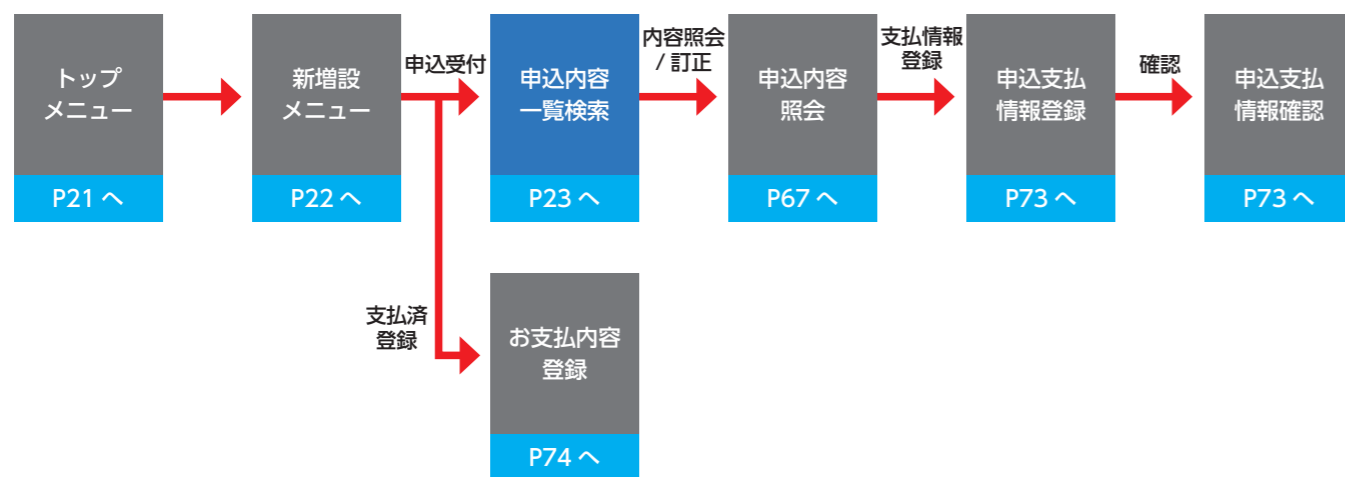 トップ
メニュー
P21 へ
新増設
メニュー
P22 へ
申込受付
申込内容
一覧検索
P23 へ
内容照会
/ 訂正
申込内容
照会
P67 へ
支払情報
登録
申込支払
情報登録
P73 へ
確認
申込支払
情報確認
P73 へ
支払済
登録
お支払内容
登録
P74 へ